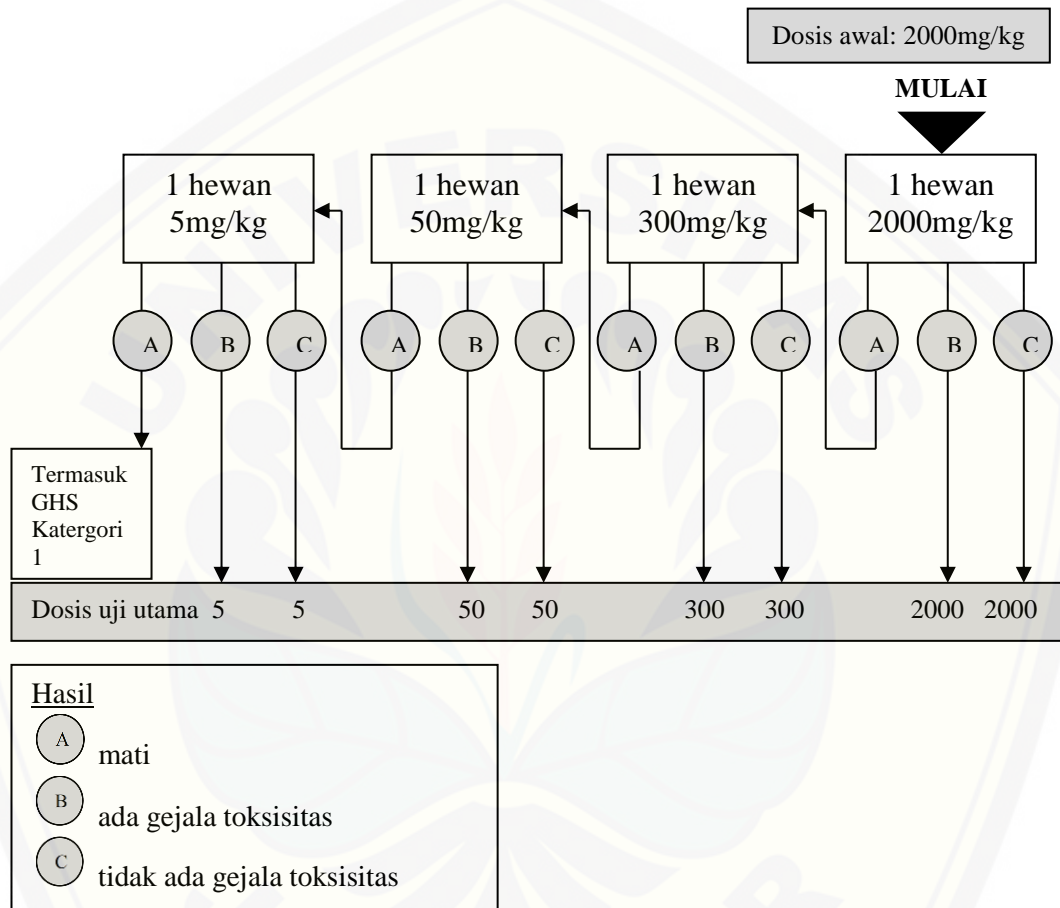 Dosis awal: 2000mg/kg
MULAI
1 hewan
5mg/kg
1 hewan
50mg/kg
1 hewan
300mg/kg
1 hewan
2000mg/kg
A
B
C
A
B
C
A
B
C
A
B
C
Termasuk
GHS
Katergori
1
Dosis uji utama 5 5 50 50 300 300 2000 2000
Hasil
A mati
B ada gejala toksisitas
C tidak ada gejala toksisitas
UNIVERSITAS